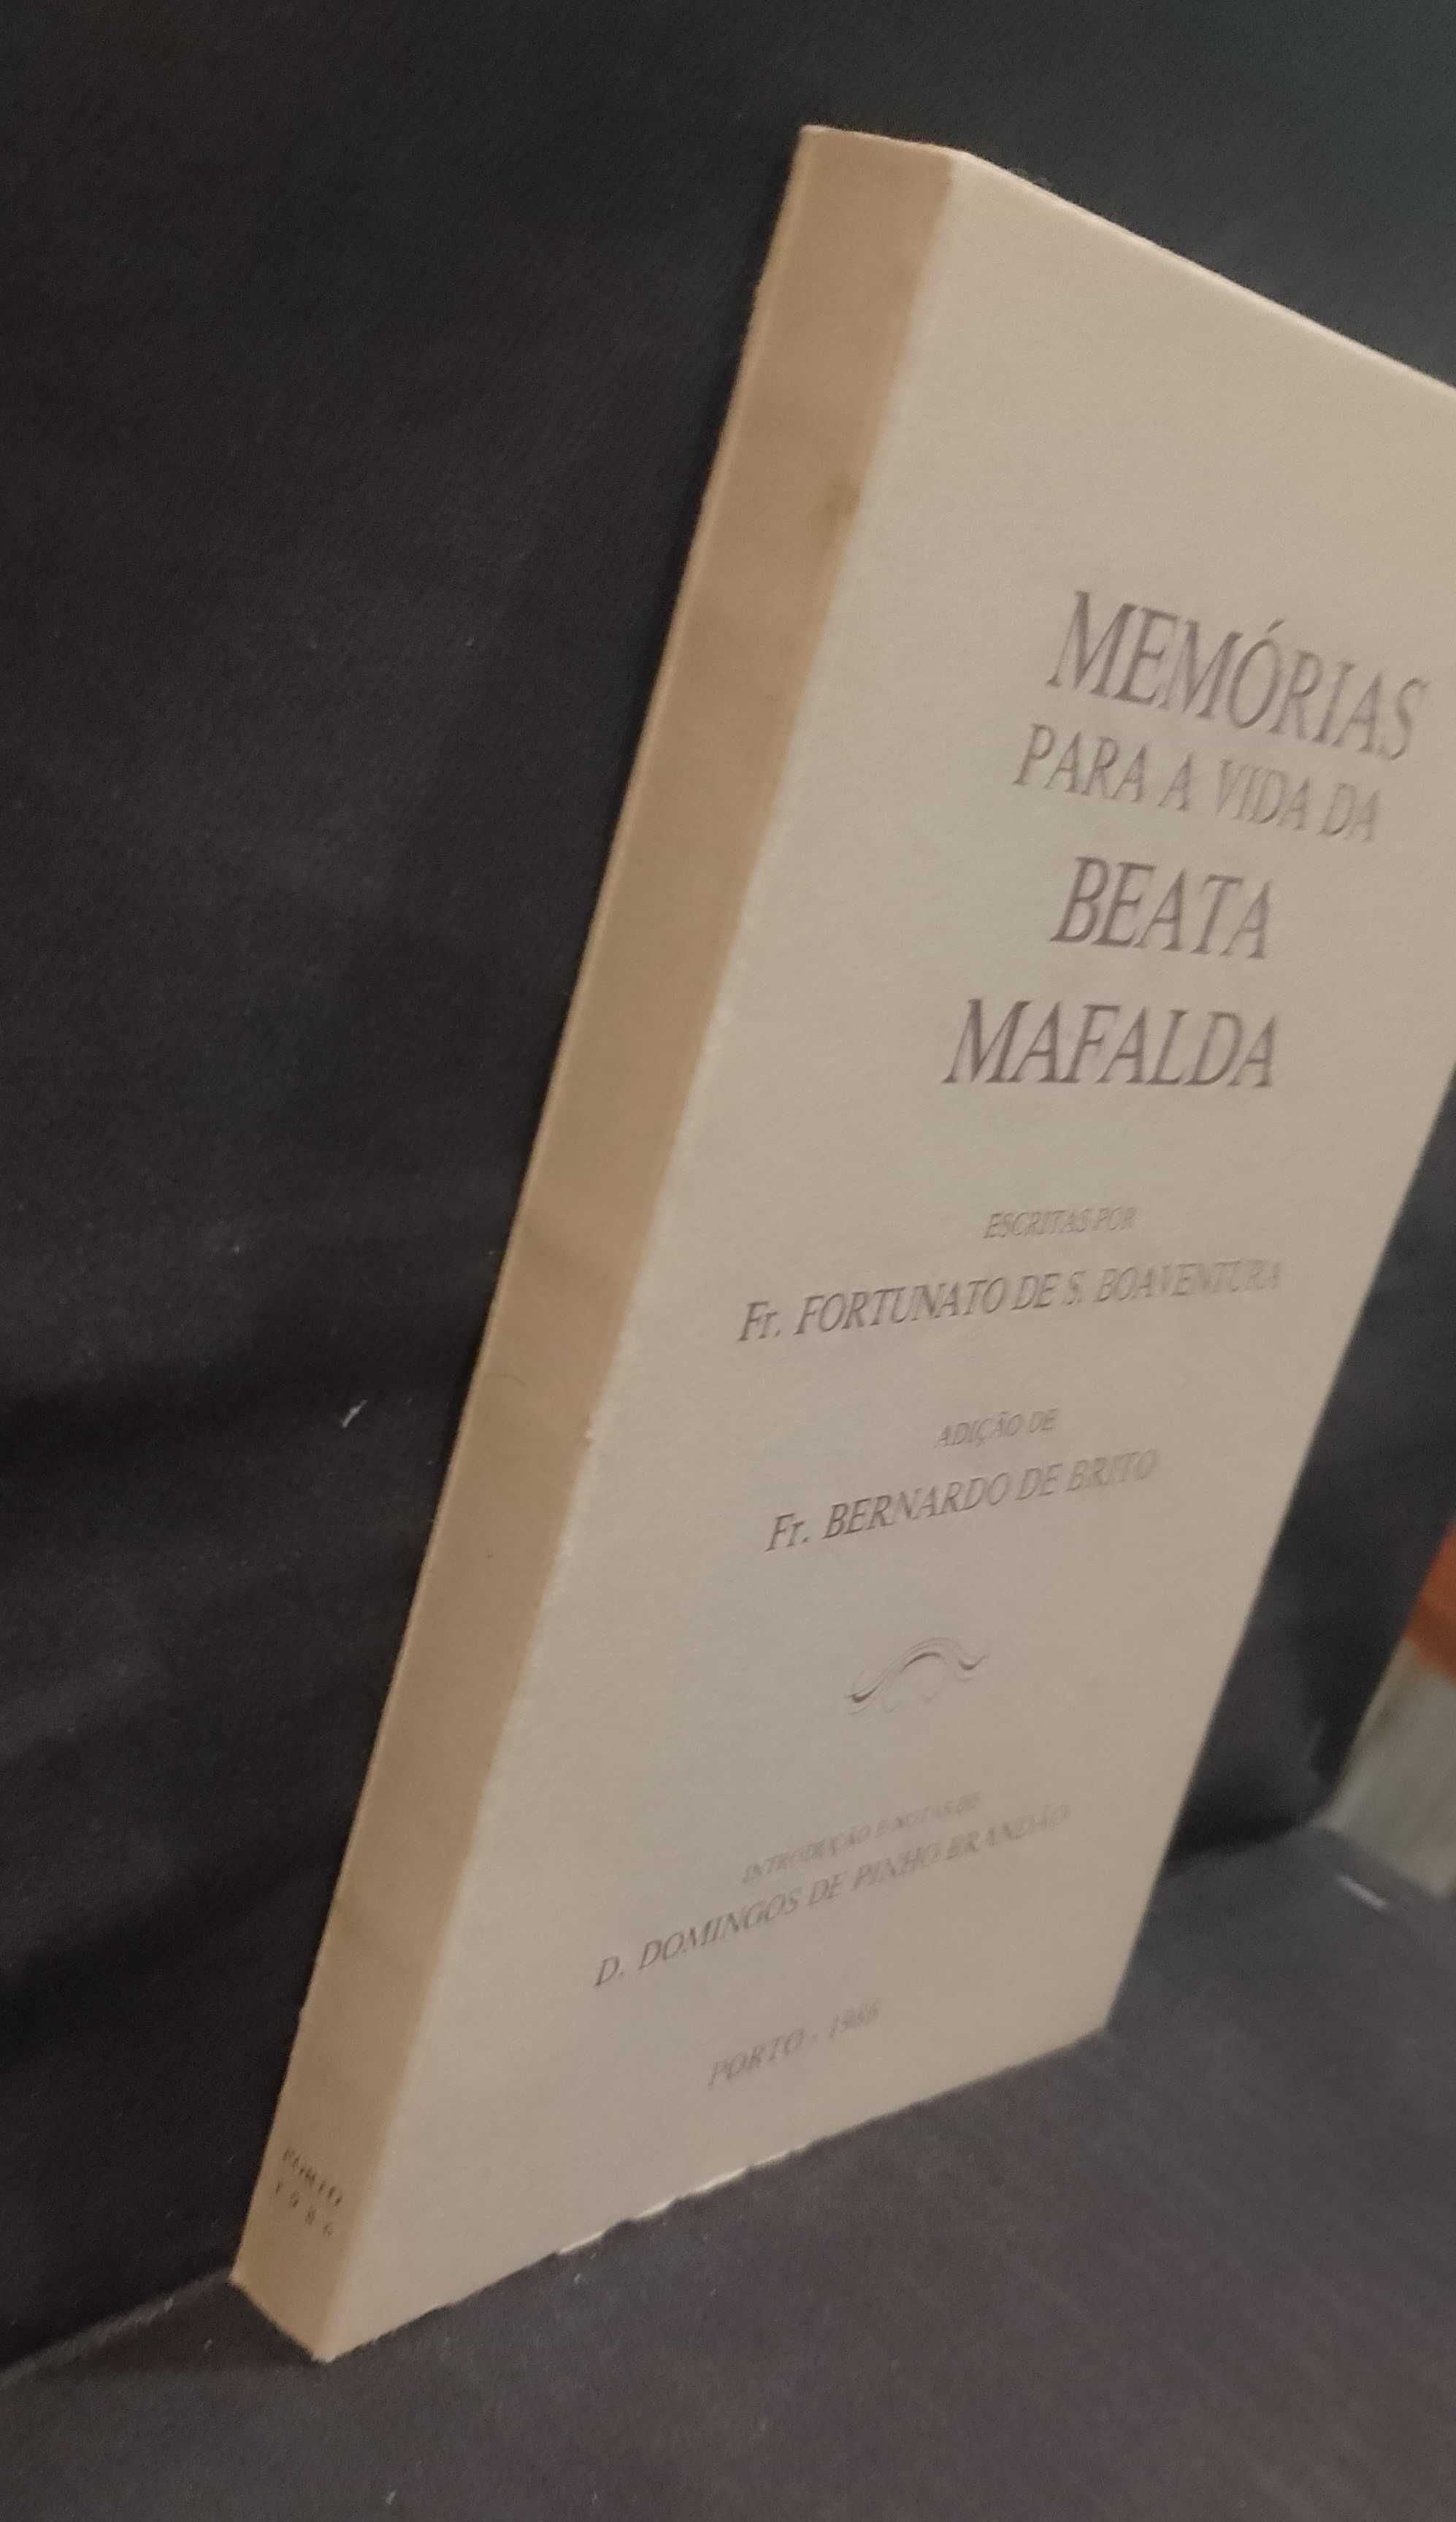 MEMÓRIAS
PARA A VIDA DA
BEATA
MAFALDA
ESCRITAS POR
Fr. FORTUNATO DE S. BOAVENTURA
ADIÇÃO DE
Fr. BERNARDO DE BRITO
INTRODUÇÃO E NOTAS DE
D. DOMINGOS DE PINHO BRANDÃO
PORTO - 1986
PORTO
1986